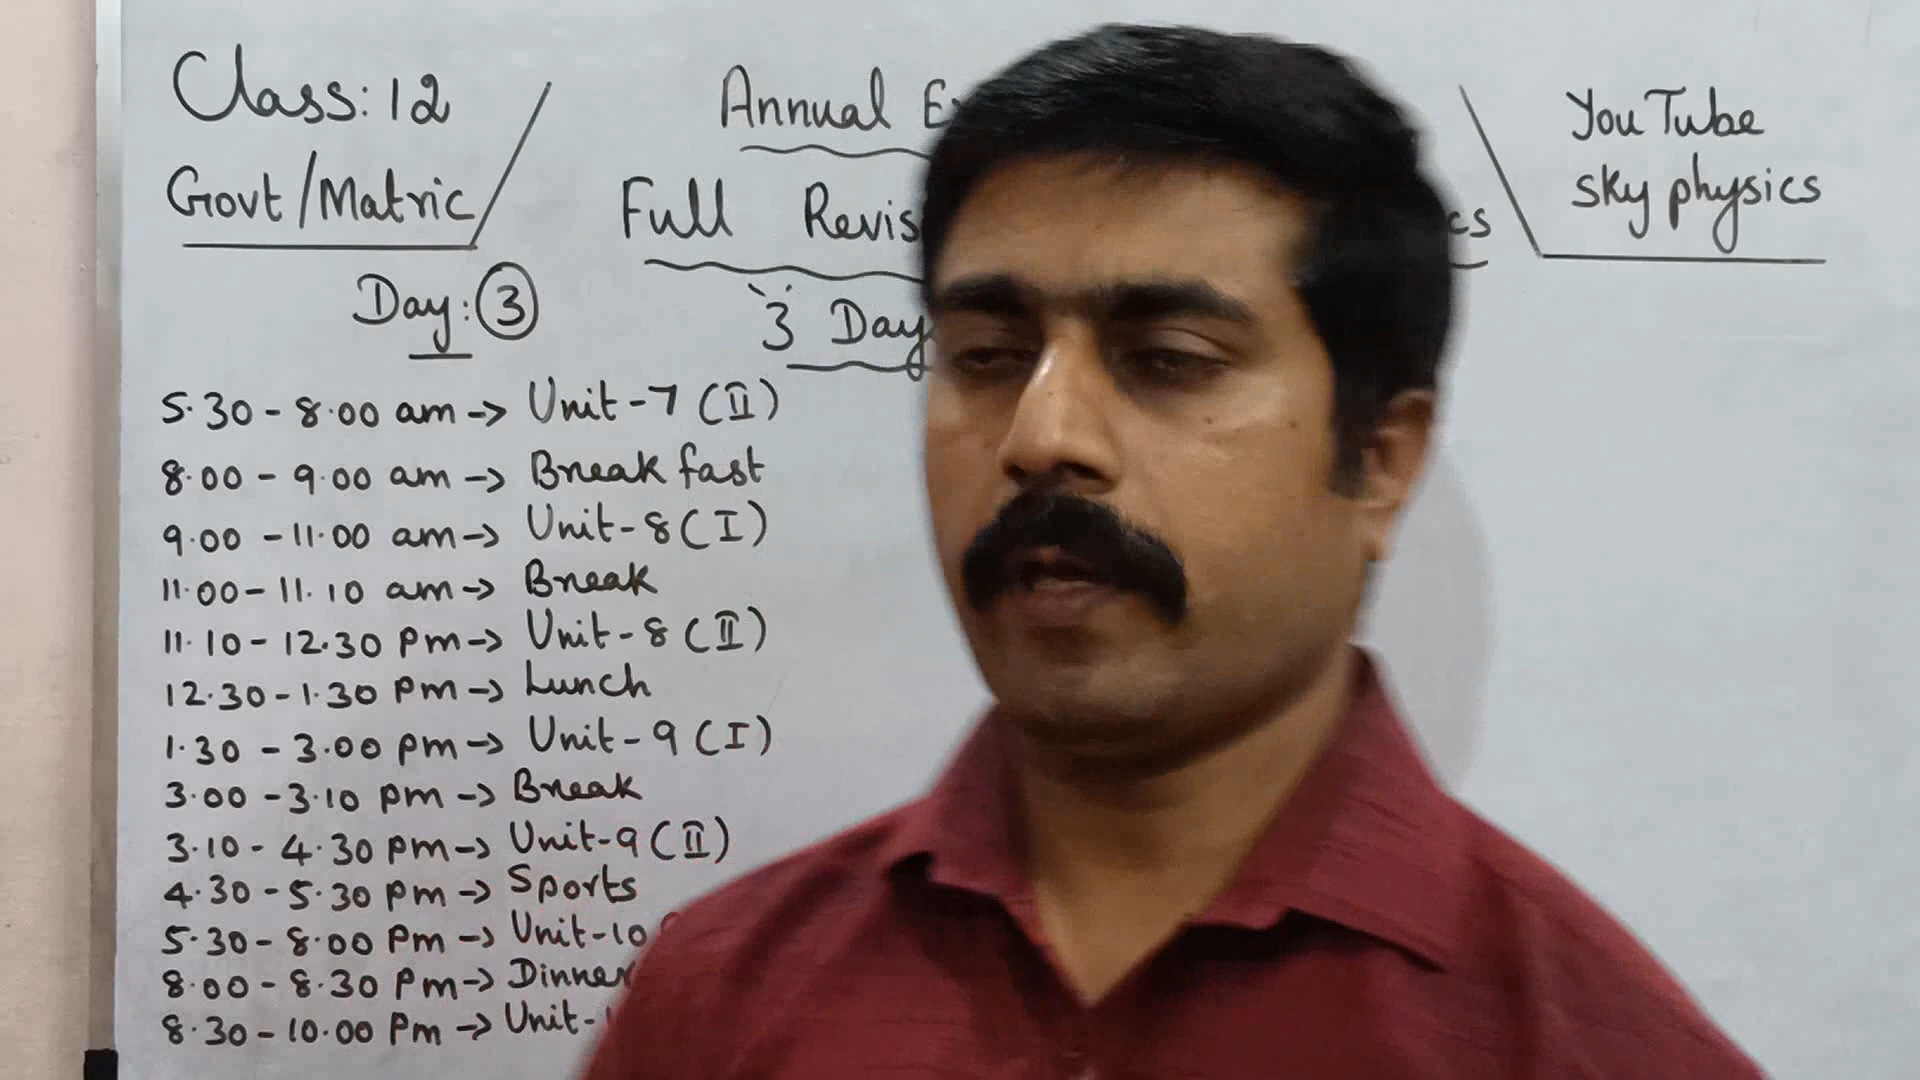 Class: 12
Govt/Matric
Annual
Full
3
YouTube
sky physics
Day: 3
5.30 - 8.00 am -> Unit-7 (II)
8.00 - 9.00 am -> Break fast
9.00 - 11.00 am -> Unit-8 (I)
11.00 - 11.10 am -> Break
11.10 - 12.30 pm -> Unit-8 (II)
12.30 - 1.30 pm -> Lunch
1.30 - 3.00 pm -> Unit-9 (I)
3.00 - 3.10 pm -> Break
3.10 - 4.30 pm -> Unit-9 (II)
4.30 - 5.30 pm -> Sports
5.30 - 8.00 pm -> Unit-10
8.00 - 8.30 pm -> Dinner
8.30 - 10.00 pm -> Unit-